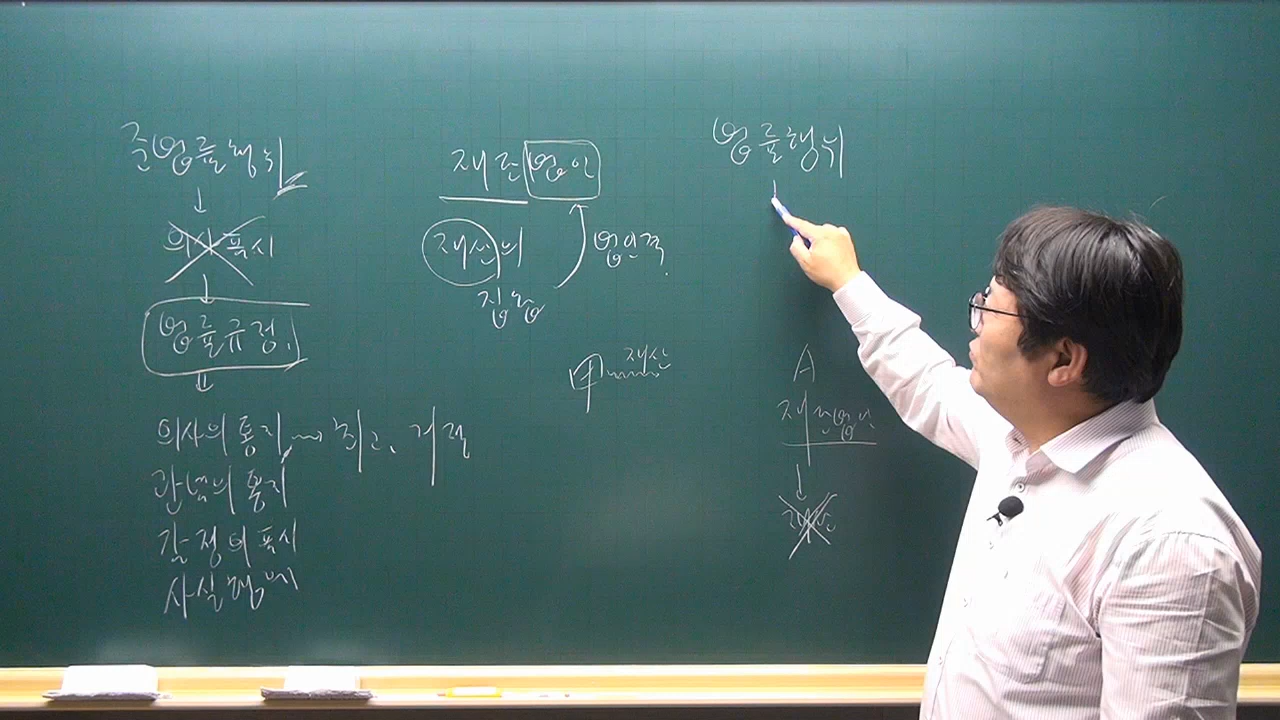 준법률행위
의사표시
법률규정.
의사의 통지 → 최고, 거절
관념의 통지
감정의 표시
사실행위
재단법인
재산의
집합
법인격
甲 재산
법률행위
A
재단법인
재산